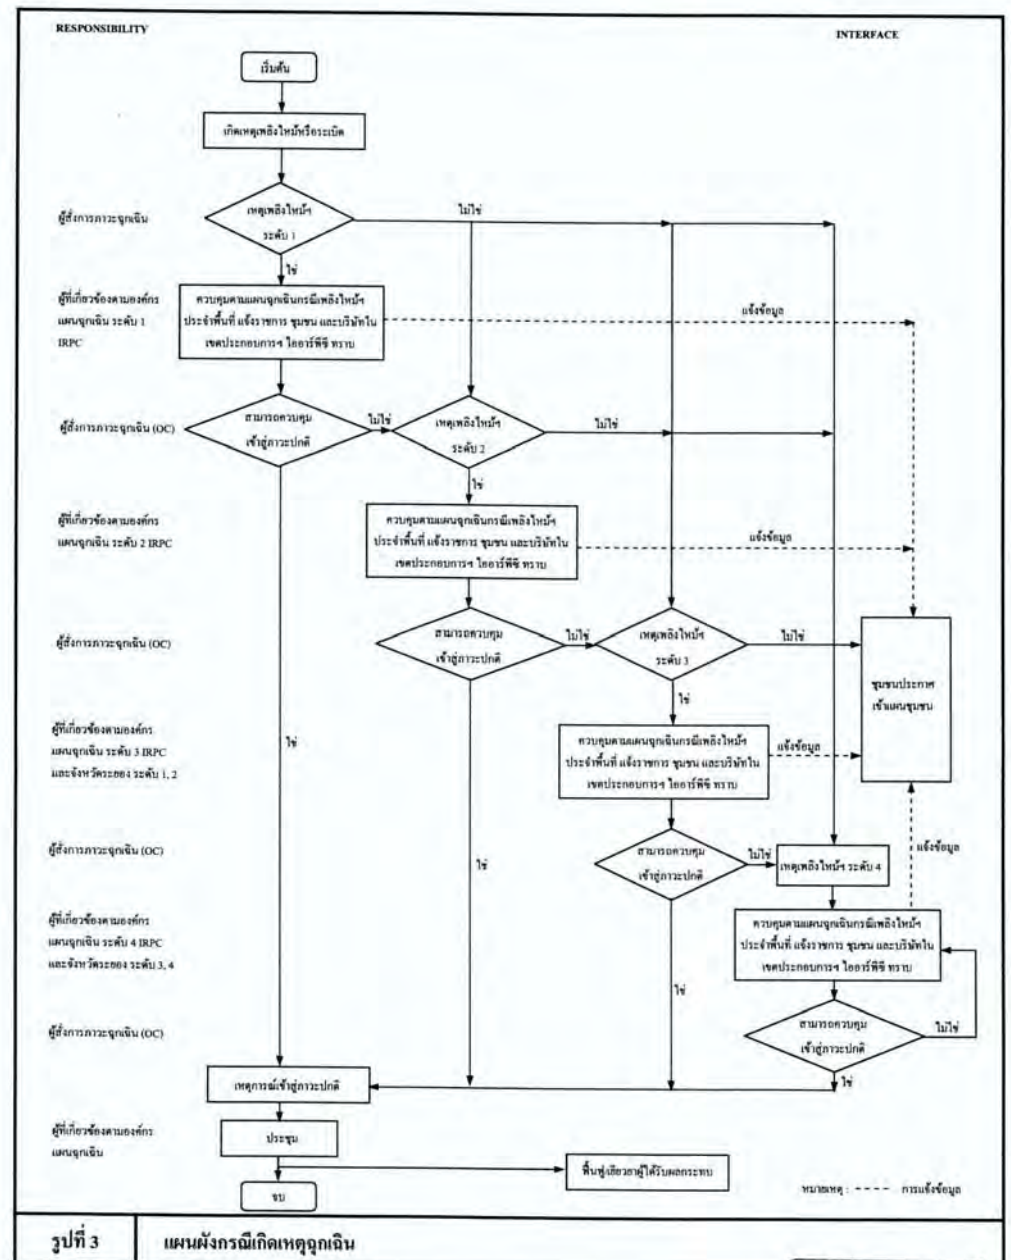 RESPONSIBILITY
INTERFACE
เริ่มต้น
เกิดเหตุเพลิงไหม้หรือระเบิด
ผู้สั่งการภาวะฉุกเฉิน
เหตุเพลิงไหม้ฯ
ระดับ 1
ไม่ใช่
ใช่
ผู้ที่เกี่ยวข้องตามองค์กร
แผนฉุกเฉิน ระดับ 1
IRPC
ควบคุมตามแผนฉุกเฉินกรณีเพลิงไหม้ฯ
ประจำพื้นที่ แจ้งราชการ ชุมชน และบริษัทใน
เขตประกอบการฯ ไออาร์พีซี ทราบ
แจ้งข้อมูล
ผู้สั่งการภาวะฉุกเฉิน (OC)
สามารถควบคุม
เข้าสู่ภาวะปกติ
ไม่ใช่
เหตุเพลิงไหม้ฯ
ระดับ 2
ไม่ใช่
ใช่
ผู้ที่เกี่ยวข้องตามองค์กร
แผนฉุกเฉิน ระดับ 2 IRPC
ควบคุมตามแผนฉุกเฉินกรณีเพลิงไหม้ฯ
ประจำพื้นที่ แจ้งราชการ ชุมชน และบริษัทใน
เขตประกอบการฯ ไออาร์พีซี ทราบ
แจ้งข้อมูล
ผู้สั่งการภาวะฉุกเฉิน (OC)
สามารถควบคุม
เข้าสู่ภาวะปกติ
ไม่ใช่
เหตุเพลิงไหม้ฯ
ระดับ 3
ไม่ใช่
ชุมชนประกาศ
เข้าแผนชุมชน
ใช่
ผู้ที่เกี่ยวข้องตามองค์กร
แผนฉุกเฉิน ระดับ 3 IRPC
และจังหวัดระยอง ระดับ 1, 2
ใช่
ควบคุมตามแผนฉุกเฉินกรณีเพลิงไหม้ฯ
ประจำพื้นที่ แจ้งราชการ ชุมชน และบริษัทใน
เขตประกอบการฯ ไออาร์พีซี ทราบ
แจ้งข้อมูล
ผู้สั่งการภาวะฉุกเฉิน (OC)
ใช่
สามารถควบคุม
เข้าสู่ภาวะปกติ
ไม่ใช่
เหตุเพลิงไหม้ฯ ระดับ 4
แจ้งข้อมูล
ผู้ที่เกี่ยวข้องตามองค์กร
แผนฉุกเฉิน ระดับ 4 IRPC
และจังหวัดระยอง ระดับ 3, 4
ควบคุมตามแผนฉุกเฉินกรณีเพลิงไหม้ฯ
ประจำพื้นที่ แจ้งราชการ ชุมชน และบริษัทใน
เขตประกอบการฯ ไออาร์พีซี ทราบ
ใช่
ผู้สั่งการภาวะฉุกเฉิน (OC)
สามารถควบคุม
เข้าสู่ภาวะปกติ
ไม่ใช่
ใช่
เหตุการณ์เข้าสู่ภาวะปกติ
ผู้ที่เกี่ยวข้องตามองค์กร
แผนฉุกเฉิน
ประชุม
ฟื้นฟูเยียวยาผู้ได้รับผลกระทบ
จบ
หมายเหตุ : ----- การแจ้งข้อมูล
รูปที่ 3
แผนผังกรณีเกิดเหตุฉุกเฉิน